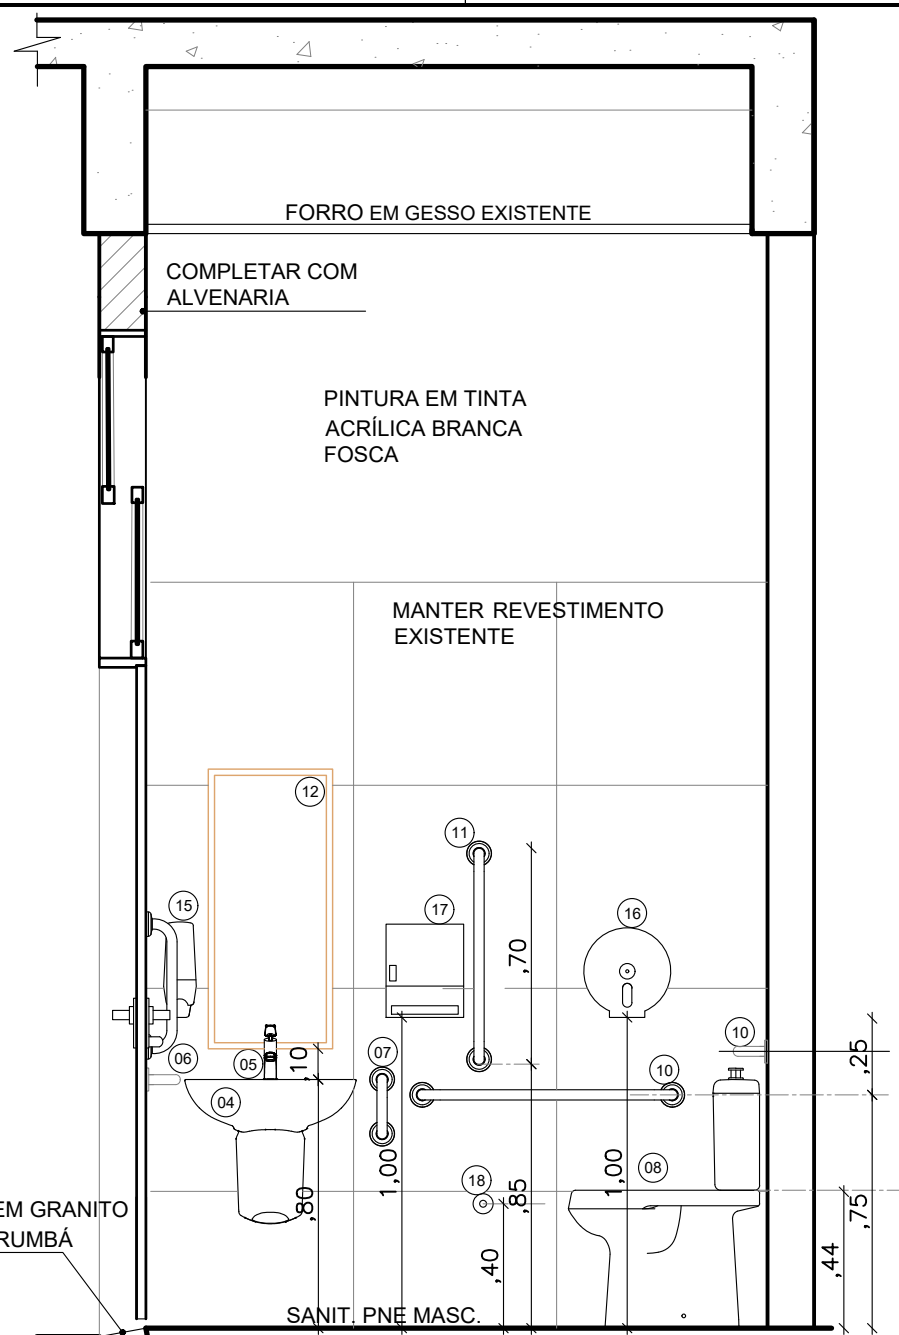 FORRO EM GESSO EXISTENTE
COMPLETAR COM
ALVENARIA
PINTURA EM TINTA
ACRÍLICA BRANCA
FOSCA
MANTER REVESTIMENTO
EXISTENTE
12
11
15
17
16
,70
10
06
05
,10
07
10
,25
04
1,00
18
,80
,85
1,00
08
,75
EM GRANITO
RUMBÁ
,40
,44
SANIT. PNE MASC.